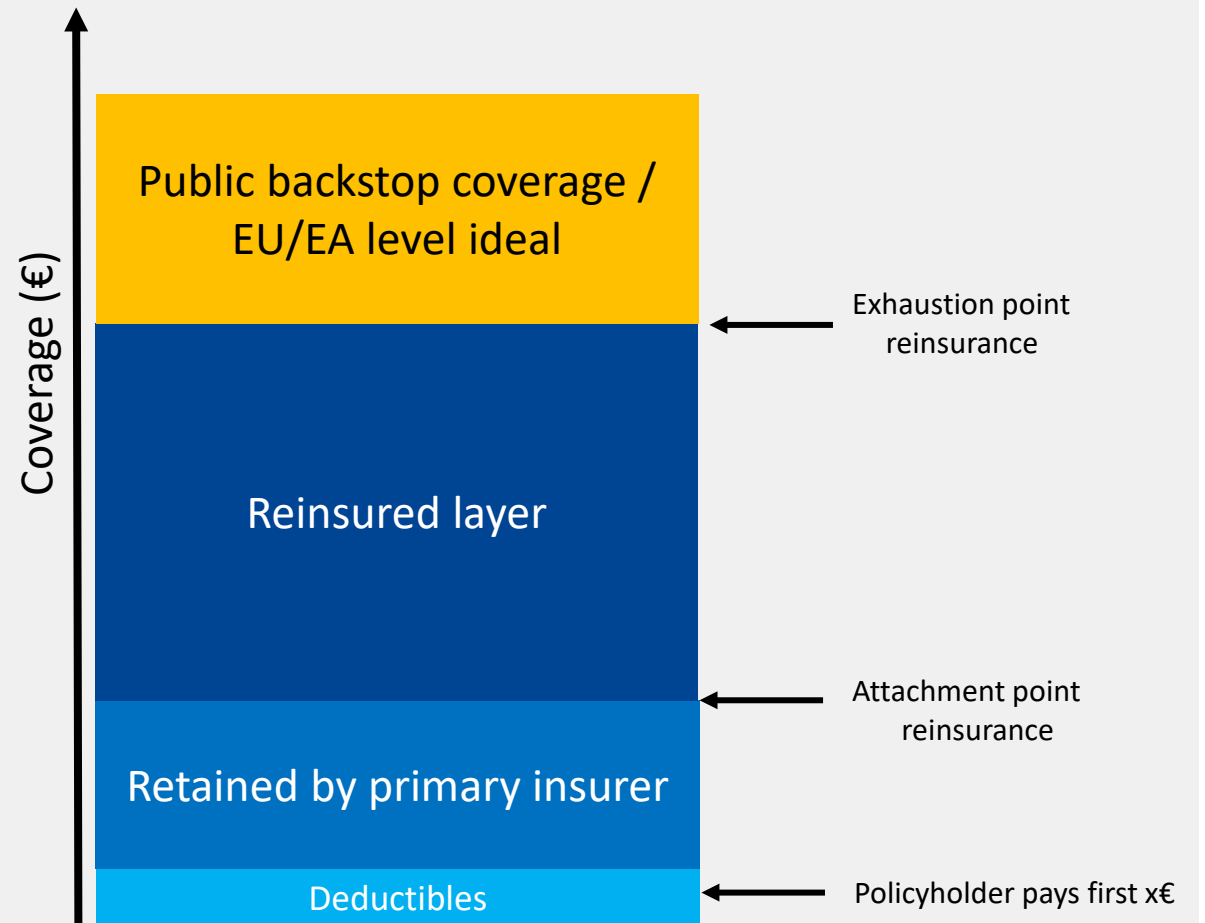 Coverage (€)
Public backstop coverage /
EU/EA level ideal
Exhaustion point
reinsurance
Reinsured layer
Attachment point
reinsurance
Retained by primary insurer
Deductibles
Policyholder pays first x€